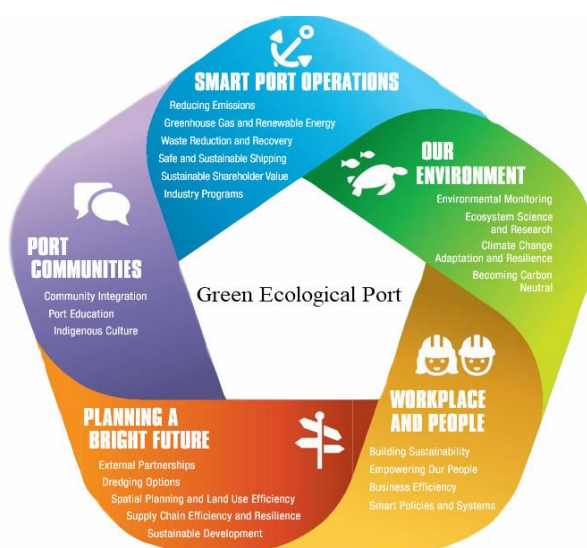 SMART PORT OPERATIONS
Reducing Emissions
Greenhouse Gas and Renewable Energy
Waste Reduction and Recovery
Safe and Sustainable Shipping
Sustainable Shareholder Value
Industry Programs
OUR
ENVIRONMENT
Environmental Monitoring
Ecosystem Science
and Research
Climate Change
Adaptation and Resilience
Becoming Carbon
Neutral
PORT
COMMUNITIES
Community Integration
Port Education
Indigenous Culture
Green Ecological Port
WORKPLACE
AND PEOPLE
Building Sustainability
Empowering Our People
Business Efficiency
Smart Policies and Systems
PLANNING A
BRIGHT FUTURE
External Partnerships
Dredging Options
Spatial Planning and Land Use Efficiency
Supply Chain Efficiency and Resilience
Sustainable Development